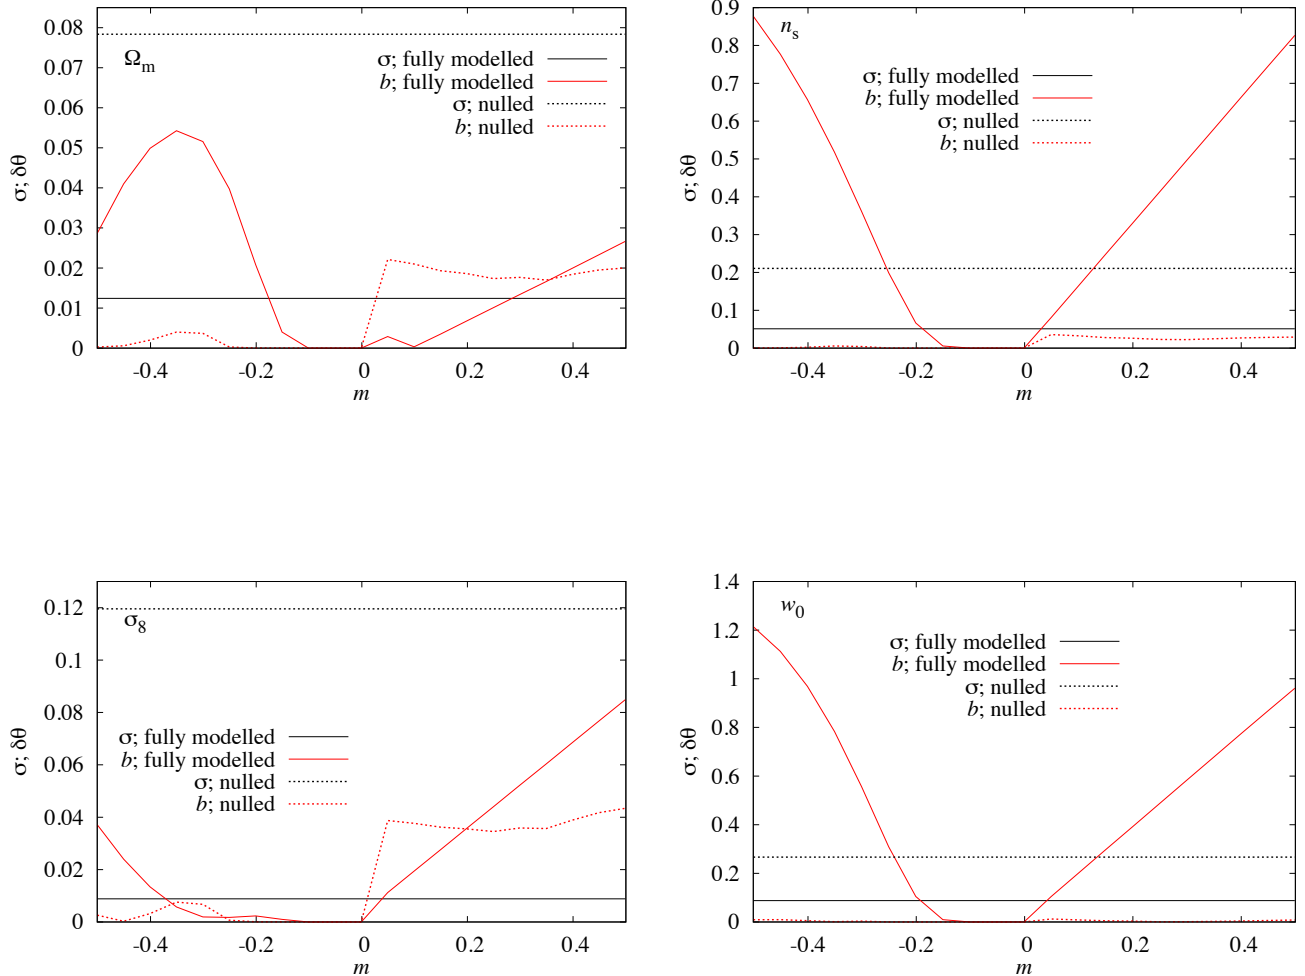 σ; δθ
0.08
0.07
0.06
0.05
0.04
0.03
0.02
0.01
0
-0.4
-0.2
0
0.2
0.4
m
Ωm
σ; fully modelled
b; fully modelled
σ; nulled
b; nulled
σ; δθ
0.9
0.8
0.7
0.6
0.5
0.4
0.3
0.2
0.1
0
-0.4
-0.2
0
0.2
0.4
m
ns
σ; fully modelled
b; fully modelled
σ; nulled
b; nulled
σ; δθ
0.12
0.1
0.08
0.06
0.04
0.02
0
-0.4
-0.2
0
0.2
0.4
m
σ8
σ; fully modelled
b; fully modelled
σ; nulled
b; nulled
σ; δθ
1.4
1.2
1
0.8
0.6
0.4
0.2
0
-0.4
-0.2
0
0.2
0.4
m
w0
σ; fully modelled
b; fully modelled
σ; nulled
b; nulled